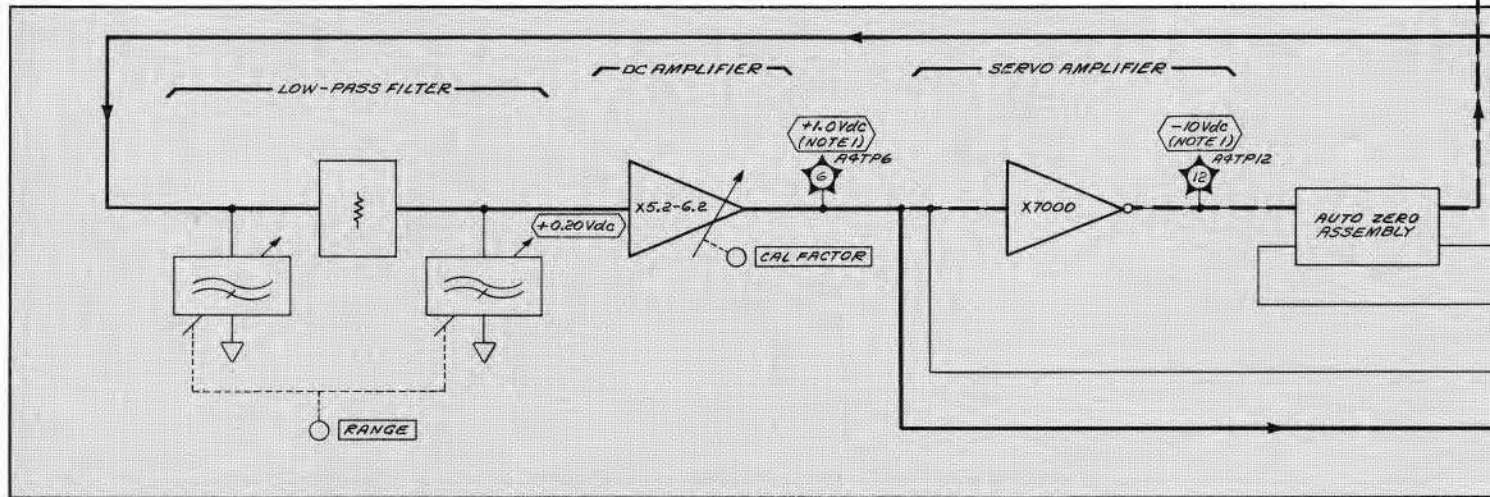 LOW-PASS FILTER
DC AMPLIFIER
SERVO AMPLIFIER
+1.0Vdc
(NOTE 1)
A4TP6
6
-10Vdc
(NOTE 1)
A4TP12
12
+0.20Vdc
X5.2-6.2
CAL FACTOR
X7000
AUTO ZERO
ASSEMBLY
RANGE